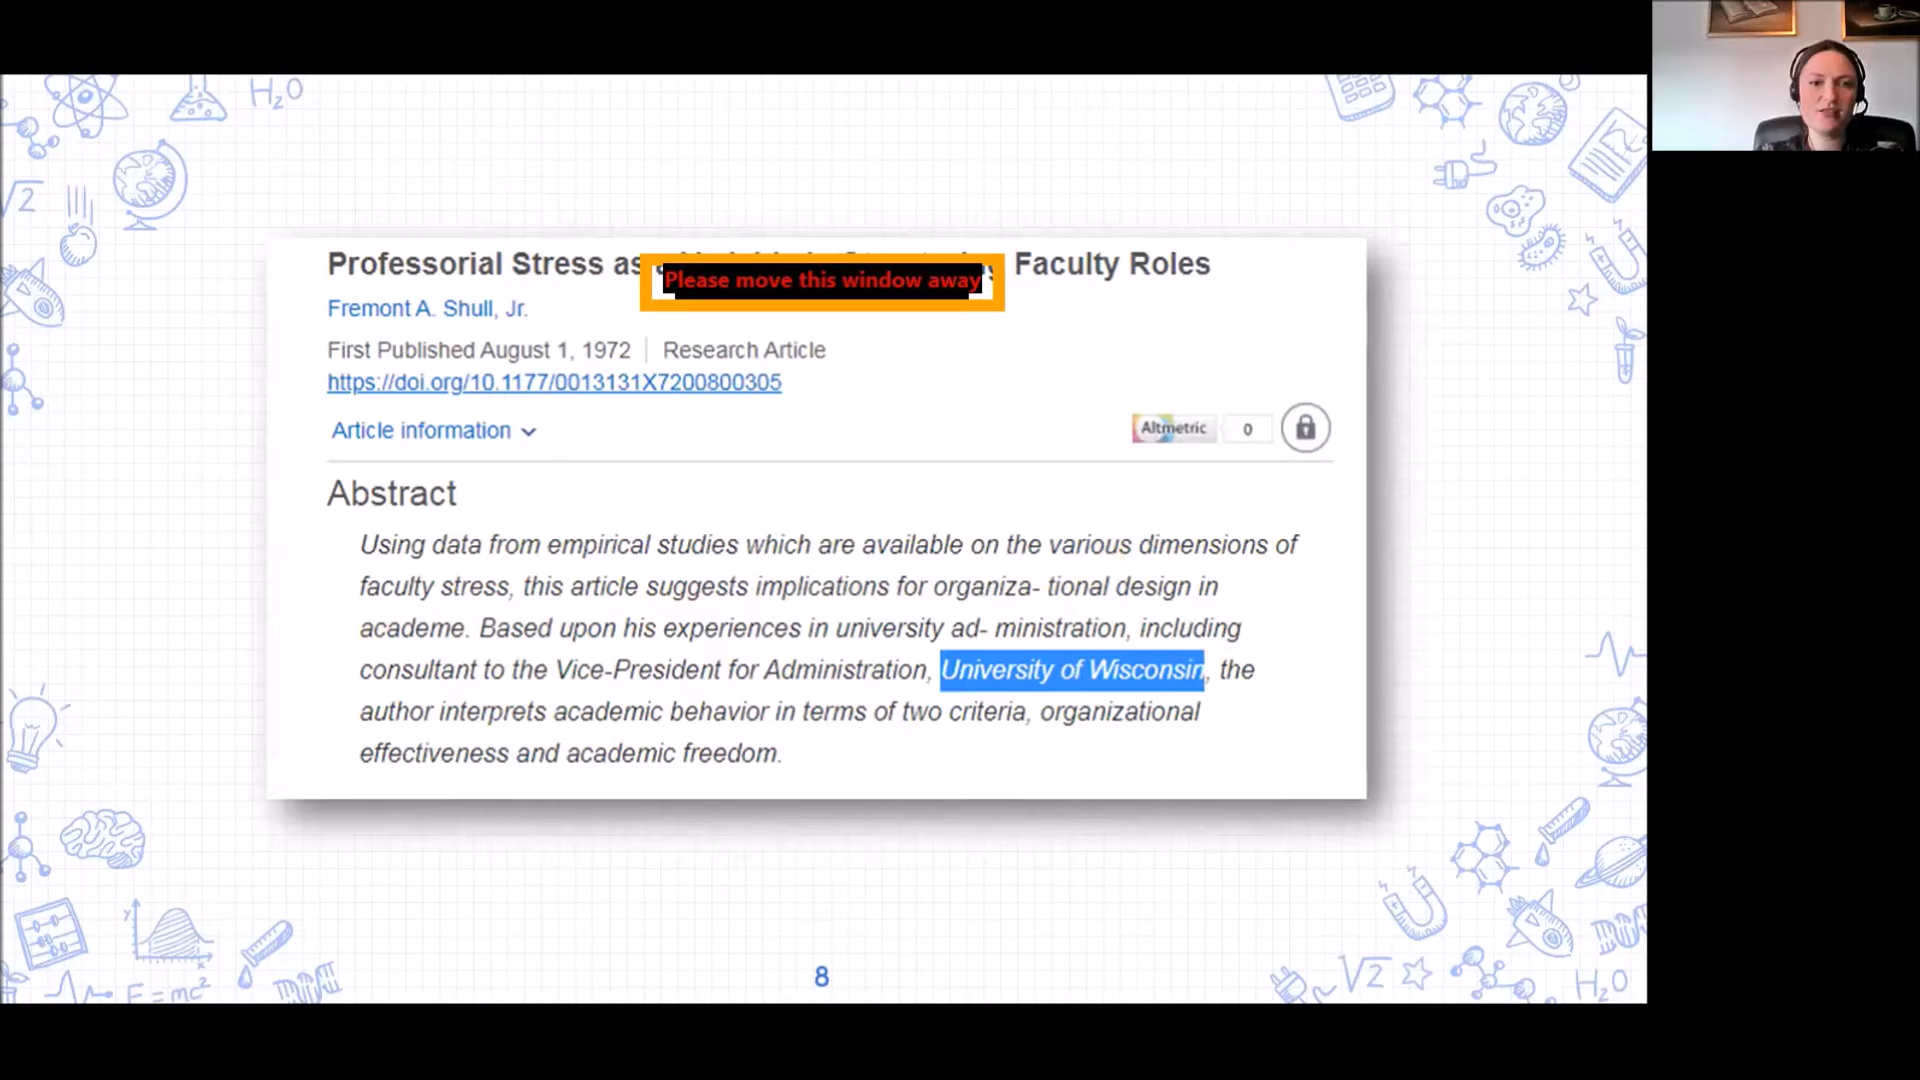 H₂O
Professorial Stress as Faculty Roles
Please move this window away
Fremont A. Shull, Jr.
First Published August 1, 1972 | Research Article
https://doi.org/10.1177/0013131X7200800305
Article information
Altmetric 0
Abstract
Using data from empirical studies which are available on the various dimensions of
faculty stress, this article suggests implications for organiza- tional design in
academe. Based upon his experiences in university ad- ministration, including
consultant to the Vice-President for Administration, University of Wisconsin, the
author interprets academic behavior in terms of two criteria, organizational
effectiveness and academic freedom.
8
√2
y
x
E=mc²
√2
H₂O